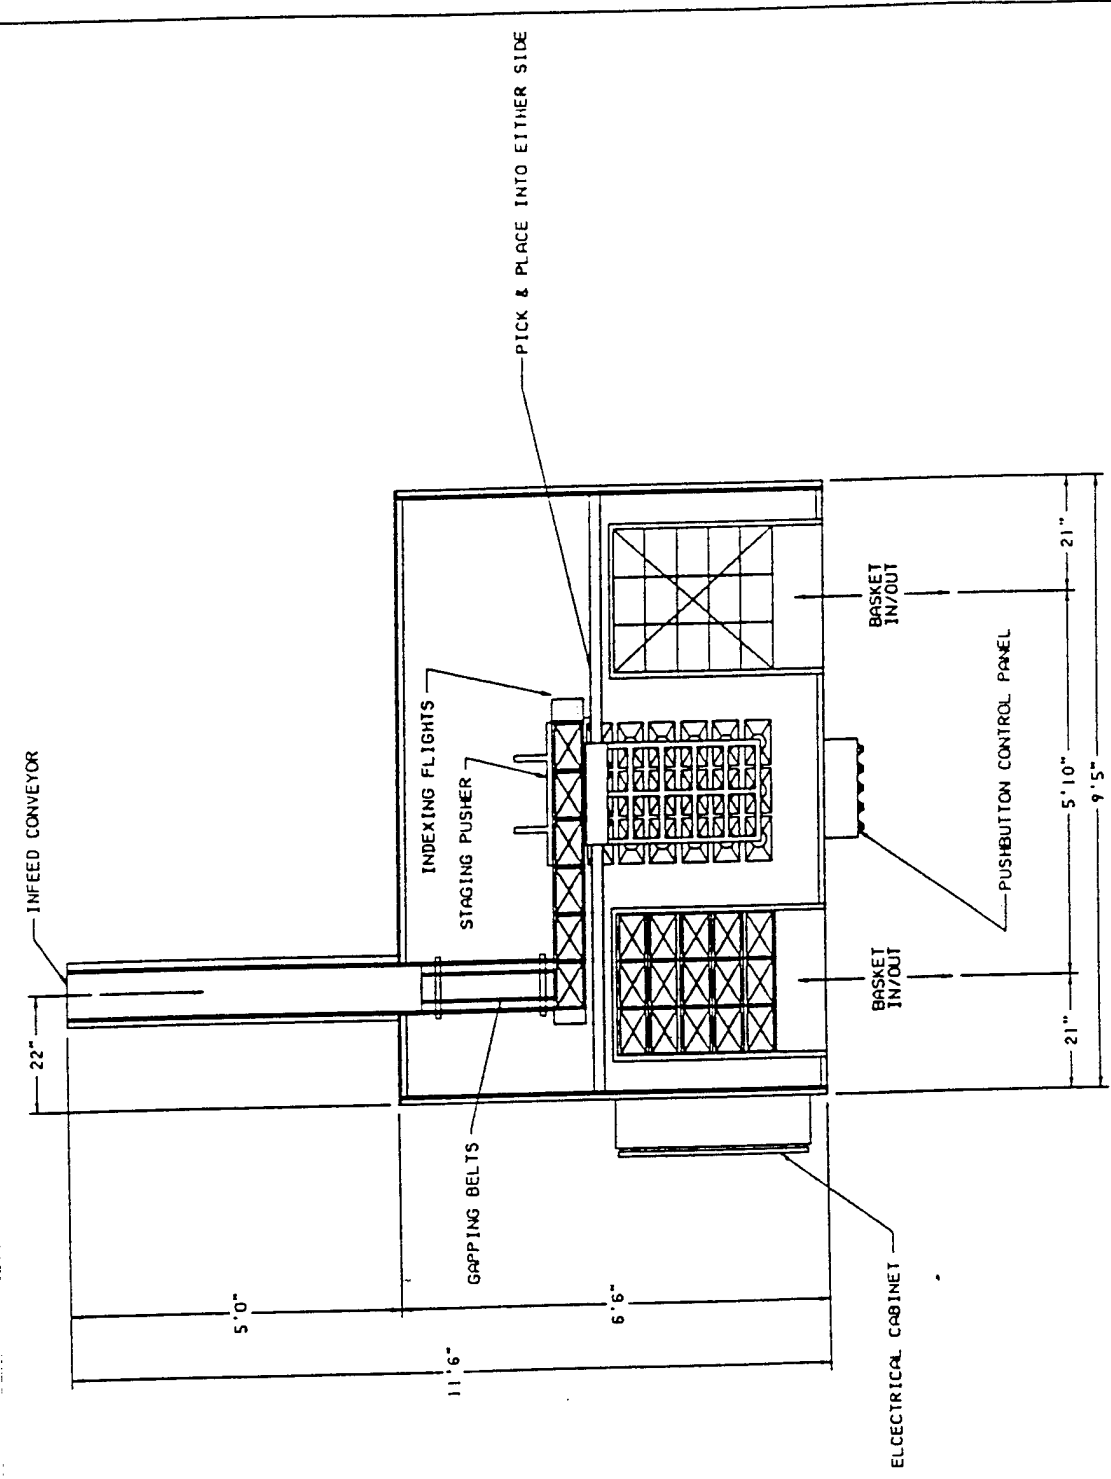 INFEED CONVEYOR
22"
PICK & PLACE INTO EITHER SIDE
INDEXING FLIGHTS
STAGING PUSHER
GAPPING BELTS
5'0"
6'6"
11'6"
BASKET
IN/OUT
BASKET
IN/OUT
PUSHBUTTON CONTROL PANEL
ELCECTRICAL CABINET
21"
5'10"
21"
9'5"